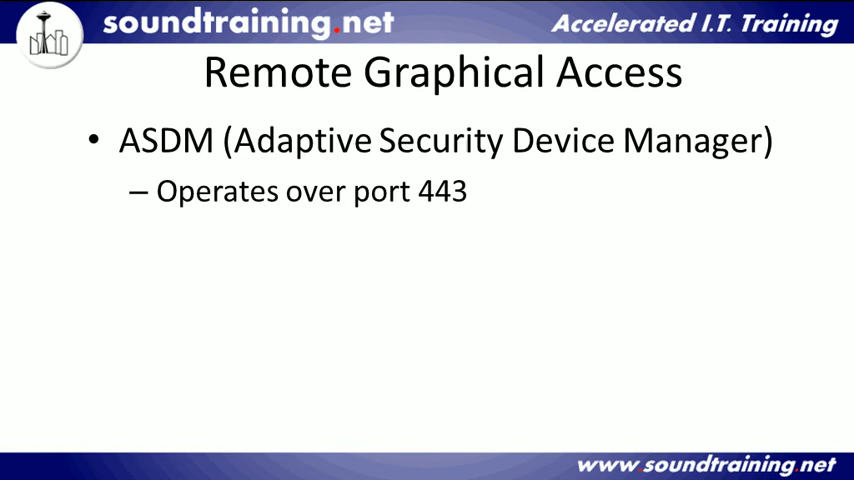 soundtraining.net
Accelerated I.T. Training
Remote Graphical Access
• ASDM (Adaptive Security Device Manager)
– Operates over port 443
www.soundtraining.net